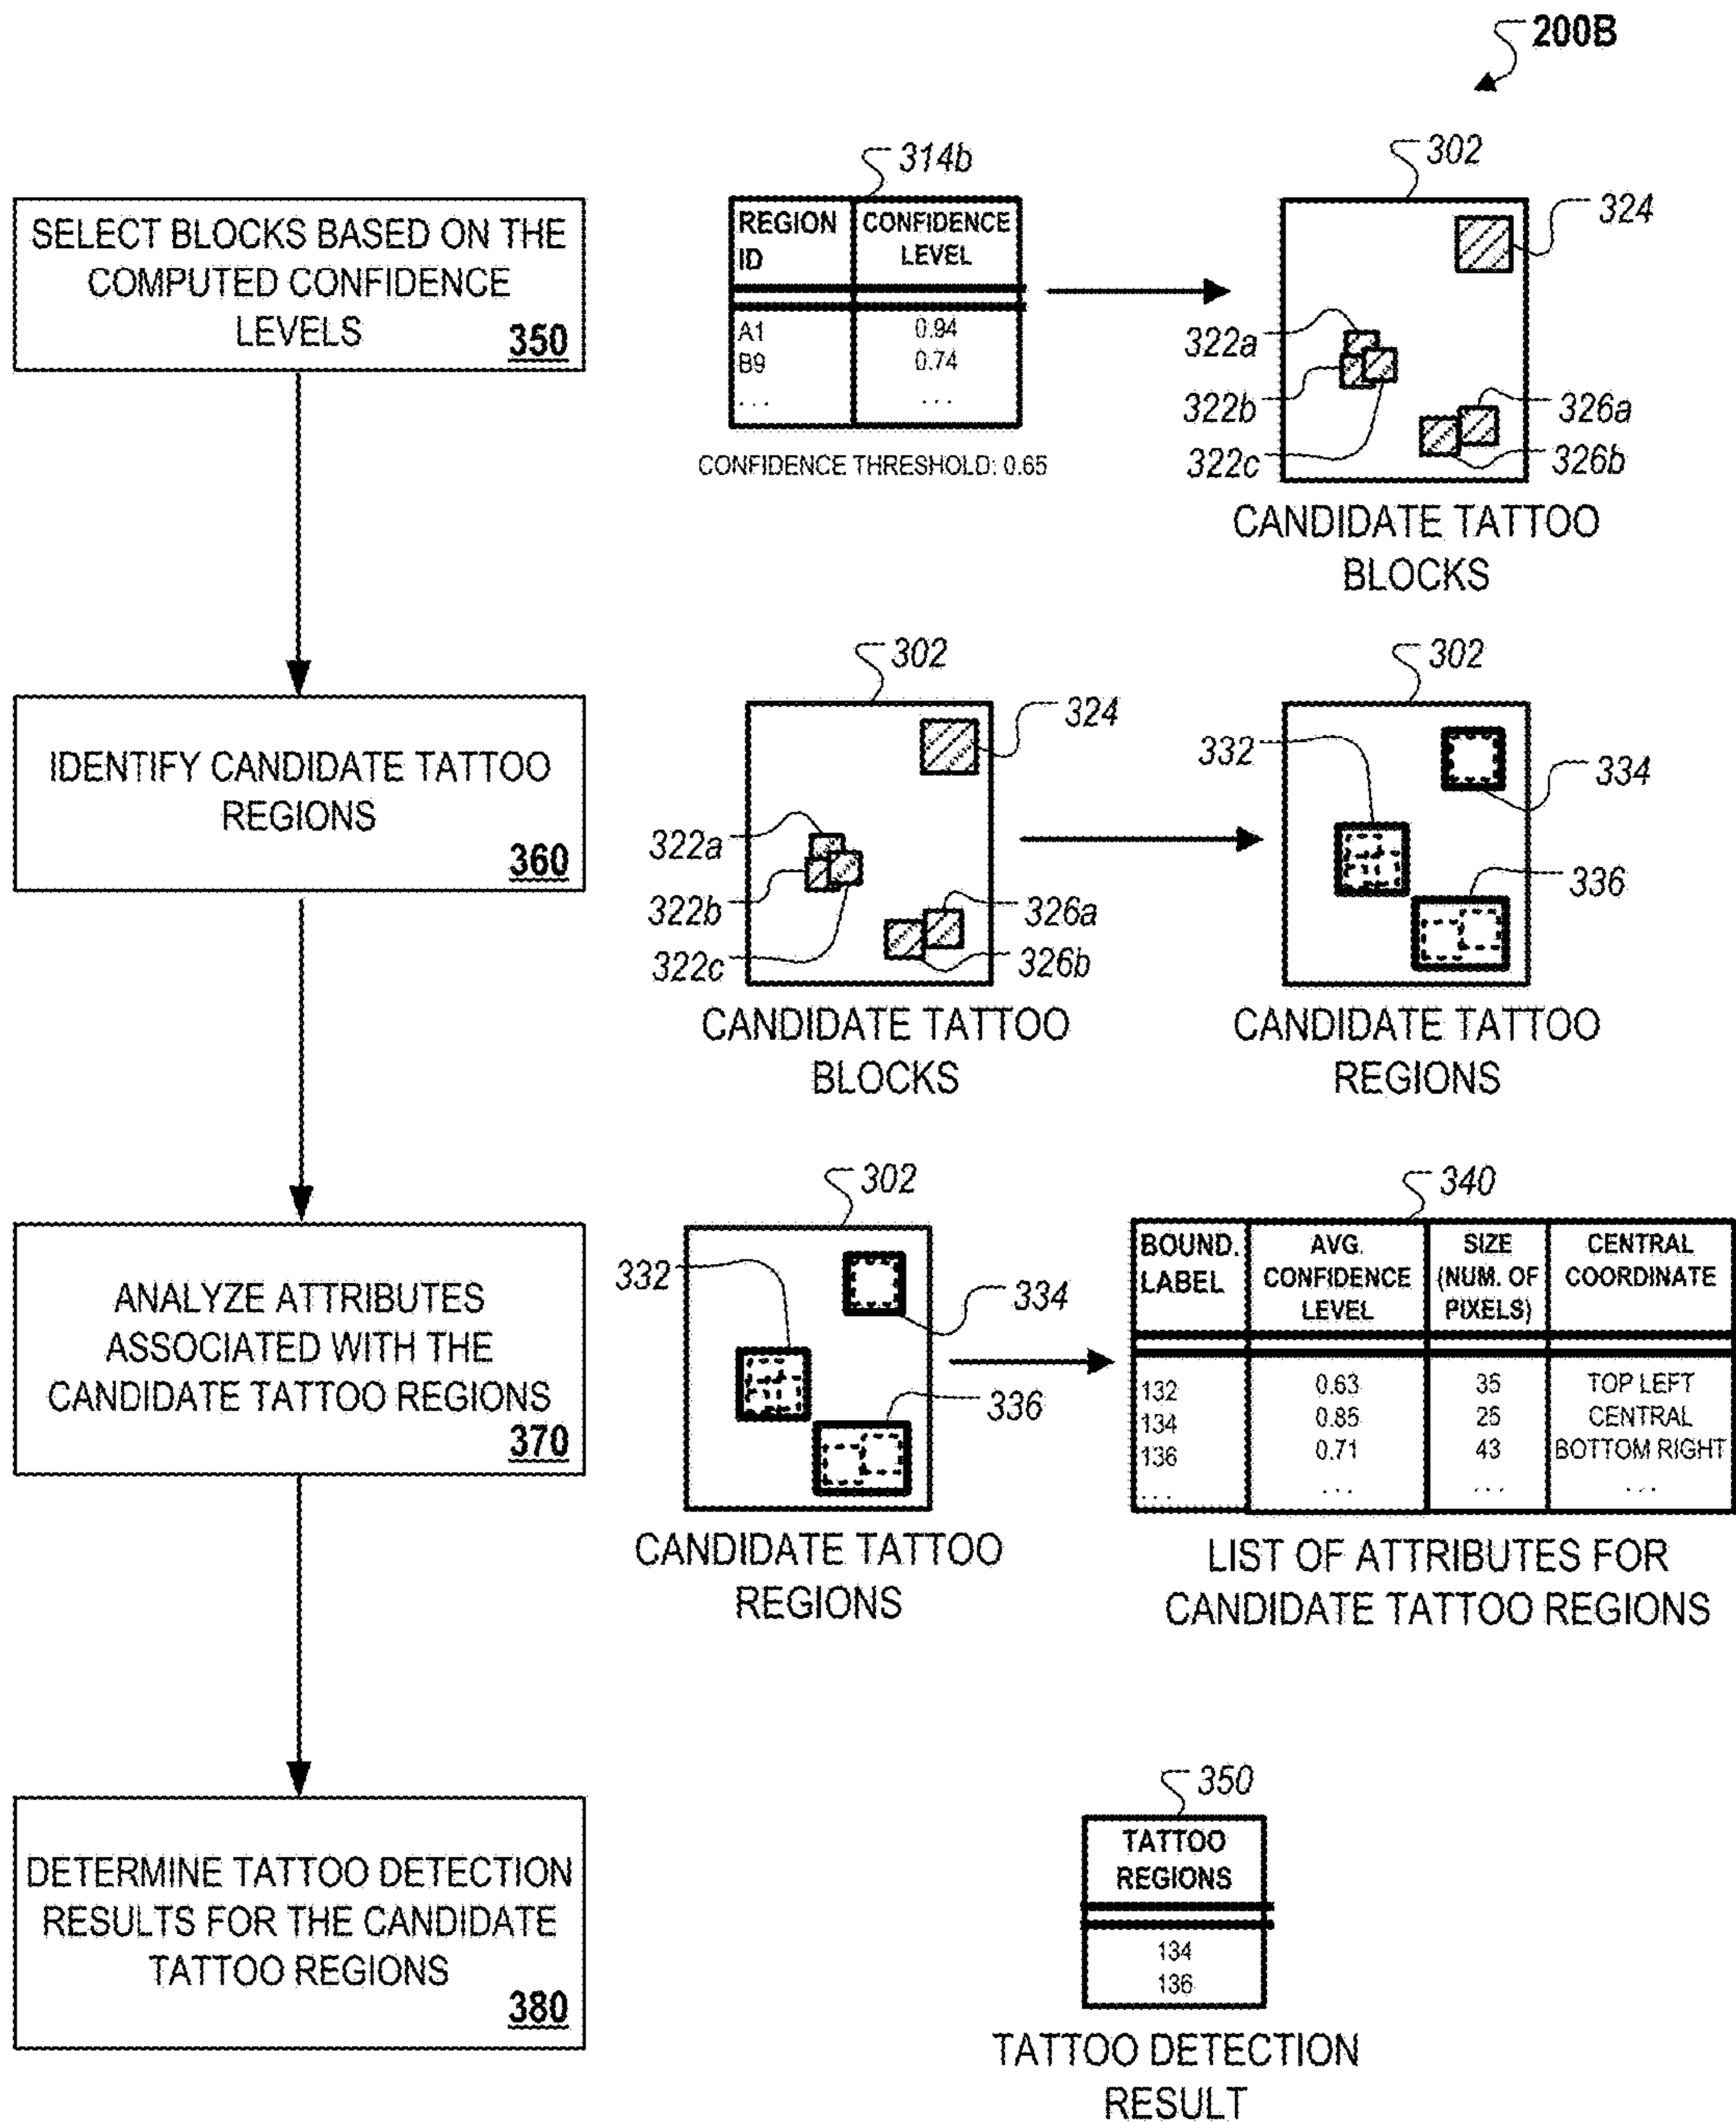 200B
SELECT BLOCKS BASED ON THE
COMPUTED CONFIDENCE
LEVELS
350
314b
REGION ID
CONFIDENCE LEVEL
A1 0.94
B9 0.74
... ...
CONFIDENCE THRESHOLD: 0.65
302
324
322a
322b
322c
326a
326b
CANDIDATE TATTOO
BLOCKS
IDENTIFY CANDIDATE TATTOO
REGIONS
360
302
324
322a
322b
322c
326a
326b
CANDIDATE TATTOO
BLOCKS
302
332
334
336
CANDIDATE TATTOO
REGIONS
ANALYZE ATTRIBUTES
ASSOCIATED WITH THE
CANDIDATE TATTOO REGIONS
370
302
332
334
336
CANDIDATE TATTOO
REGIONS
340
BOUND. LABEL
AVG. CONFIDENCE LEVEL
SIZE (NUM. OF PIXELS)
CENTRAL COORDINATE
132 0.63 35 TOP LEFT
134 0.85 25 CENTRAL
136 0.71 43 BOTTOM RIGHT
... ... ... ...
LIST OF ATTRIBUTES FOR
CANDIDATE TATTOO REGIONS
DETERMINE TATTOO DETECTION
RESULTS FOR THE CANDIDATE
TATTOO REGIONS
380
350
TATTOO
REGIONS
134
136
TATTOO DETECTION
RESULT